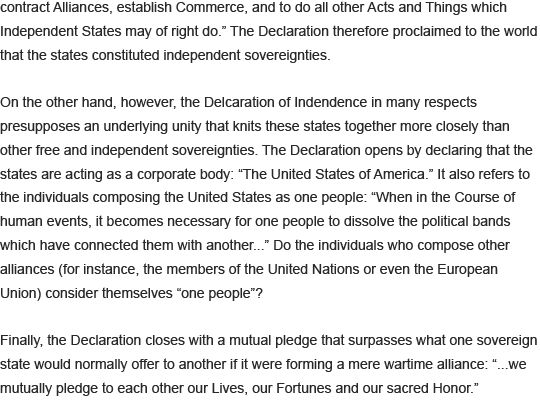 contract Alliances, establish Commerce, and to do all other Acts and Things which
Independent States may of right do.” The Declaration therefore proclaimed to the world
that the states constituted independent sovereignties.
On the other hand, however, the Delcaration of Indendence in many respects
presupposes an underlying unity that knits these states together more closely than
other free and independent sovereignties. The Declaration opens by declaring that the
states are acting as a corporate body: “The United States of America.” It also refers to
the individuals composing the United States as one people: “When in the Course of
human events, it becomes necessary for one people to dissolve the political bands
which have connected them with another...” Do the individuals who compose other
alliances (for instance, the members of the United Nations or even the European
Union) consider themselves “one people”?
Finally, the Declaration closes with a mutual pledge that surpasses what one sovereign
state would normally offer to another if it were forming a mere wartime alliance: “...we
mutually pledge to each other our Lives, our Fortunes and our sacred Honor.”